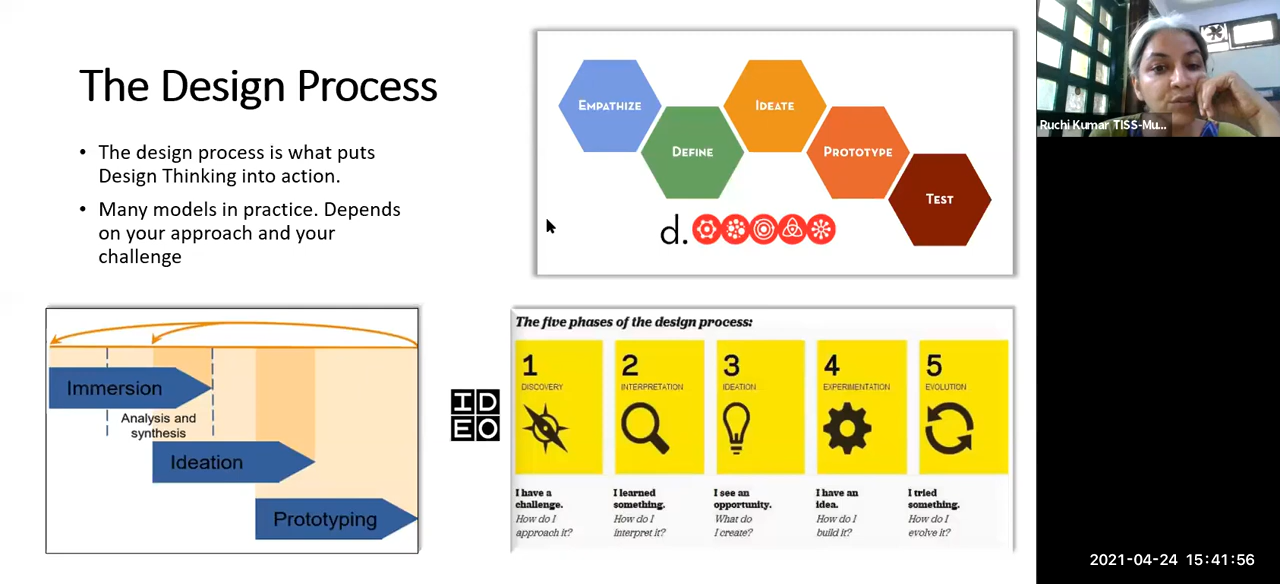 The Design Process
• The design process is what puts
Design Thinking into action.
• Many models in practice. Depends
on your approach and your
challenge
EMPATHIZE
DEFINE
IDEATE
PROTOTYPE
TEST
d.
Immersion
Analysis and
synthesis
Ideation
Prototyping
ID
EO
The five phases of the design process:
1
DISCOVERY
I have a
challenge.
How do I
approach it?
2
INTERPRETATION
I learned
something.
How do I
interpret it?
3
IDEATION
I see an
opportunity.
What do
I create?
4
EXPERIMENTATION
I have an
idea.
How do I
build it?
5
EVOLUTION
I tried
something.
How do I
evolve it?
Ruchi Kumar TISS-Mu...
2021-04-24 15:41:56